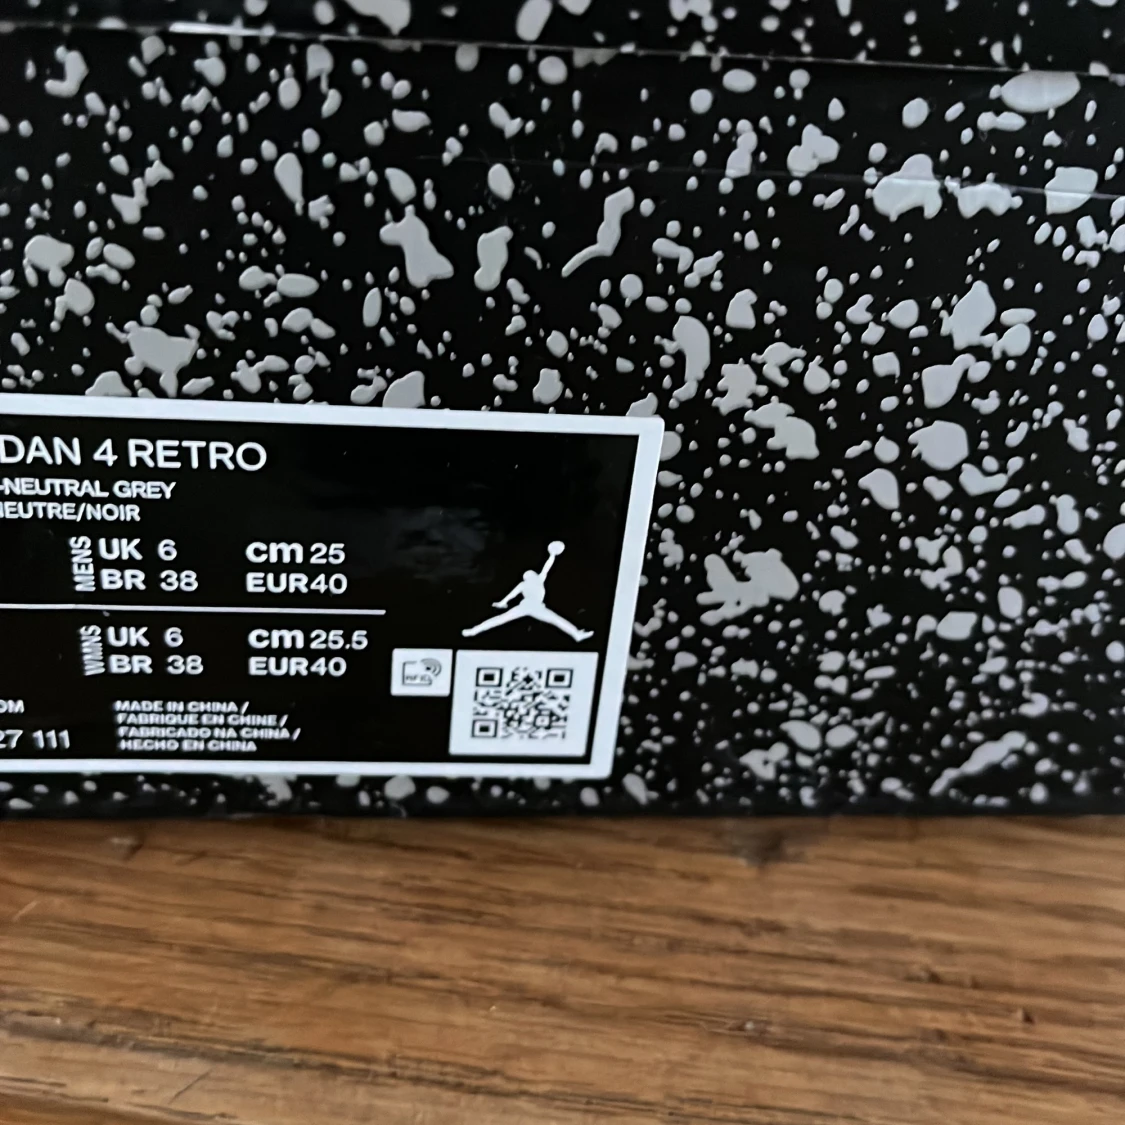 DAN 4 RETRO
-NEUTRAL GREY
NEUTRE/NOIR
MENS UK 6 cm 25
BR 38 EUR40
WMNS UK 6 cm 25.5
BR 38 EUR40
OM
27 111
MADE IN CHINA /
FABRIQUE EN CHINE /
FABRICADO NA CHINA /
HECHO EN CHINA
RFID